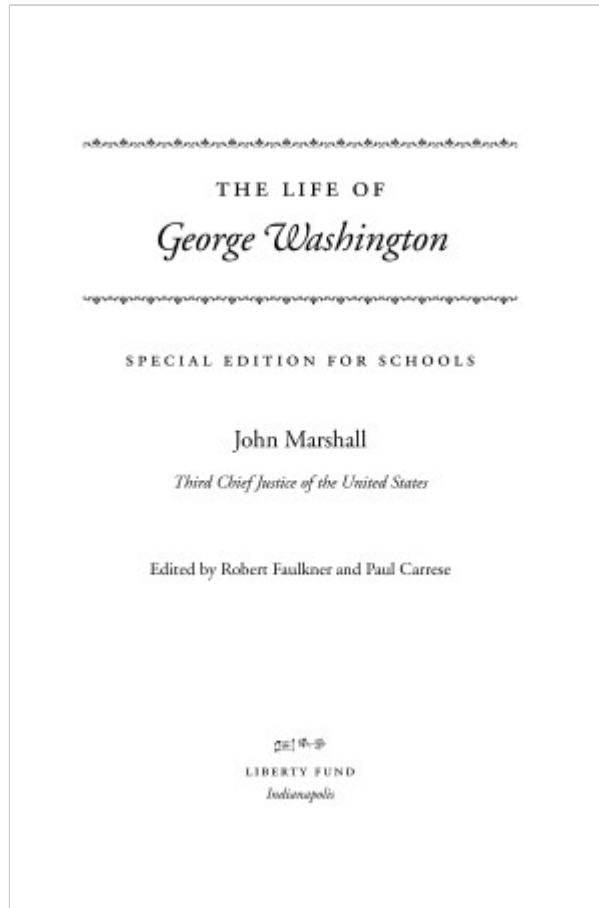 THE LIFE OF
George Washington
SPECIAL EDITION FOR SCHOOLS
John Marshall
Third Chief Justice of the United States
Edited by Robert Faulkner and Paul Carrese
LIBERTY FUND
Indianapolis